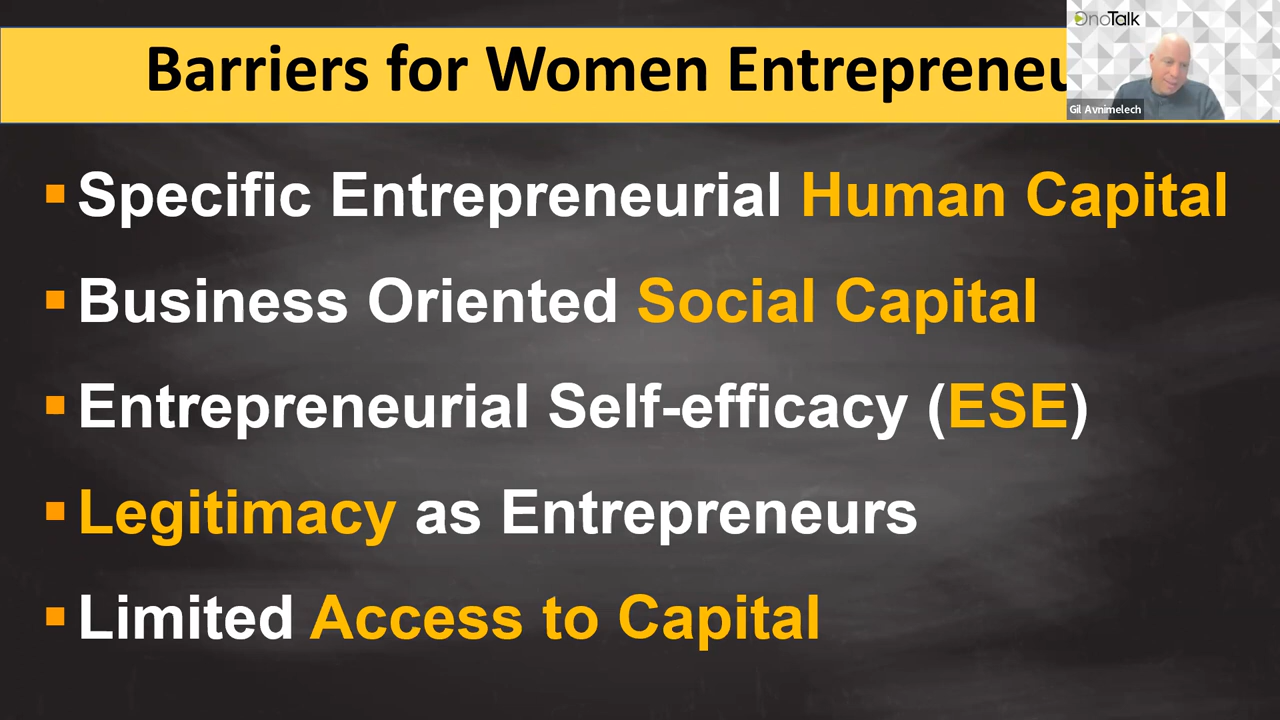 Barriers for Women Entrepreneu
OnoTalk
Gil Avnimelech
▪ Specific Entrepreneurial Human Capital
▪ Business Oriented Social Capital
▪ Entrepreneurial Self-efficacy (ESE)
▪ Legitimacy as Entrepreneurs
▪ Limited Access to Capital